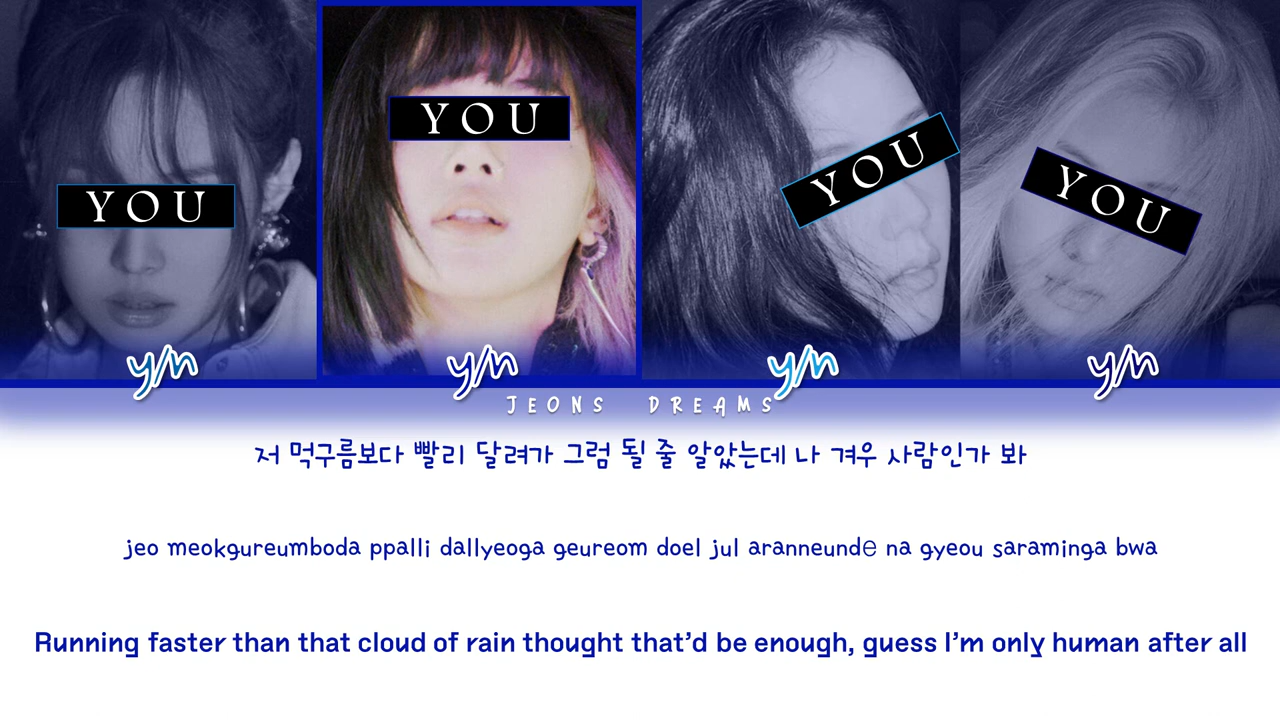 YOU
YOU
YOU
YOU
y/n
y/n
y/n
y/n
JEONS DREAMS
저 먹구름보다 빨리 달려가 그럼 될 줄 알았는데 나 겨우 사람인가 봐
jeo meokgureumboda ppalli dallyeoga geureom doel jul aranneunde na gyeou saraminga bwa
Running faster than that cloud of rain thought that’d be enough, guess I’m only human after all